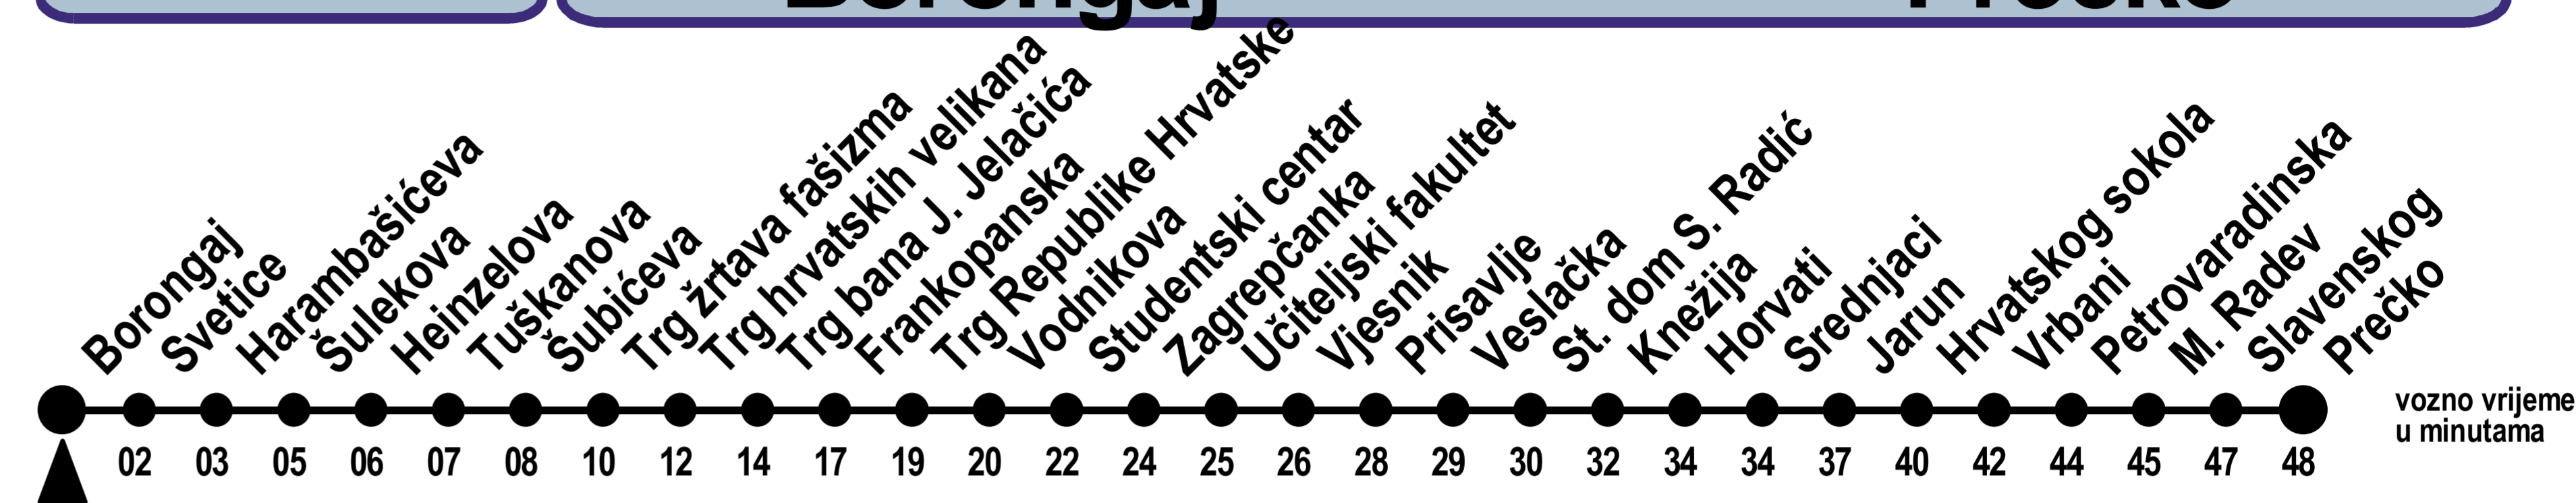 Borongaj Prečko
Borongaj
Svetice
Harambašićeva
Šulekova
Heinzelova
Tuškanova
Šubićeva
Trg žrtava fašizma
Trg hrvatskih velikana
Trg bana J. Jelačića
Frankopanska
Trg Republike Hrvatske
Vodnikova
Studentski centar
Zagrepčanka
Učiteljski fakultet
Vjesnik
Prisavlje
Veslačka
St. dom S. Radić
Knežija
Horvati
Srednjaci
Jarun
Hrvatskog sokola
Vrbani
Petrovaradinska
M. Radev
Slavenskog
Prečko
02 03 05 06 07 08 10 12 14 17 19 20 22 24 25 26 28 29 30 32 34 34 37 40 42 44 45 47 48
vozno vrijeme
u minutama